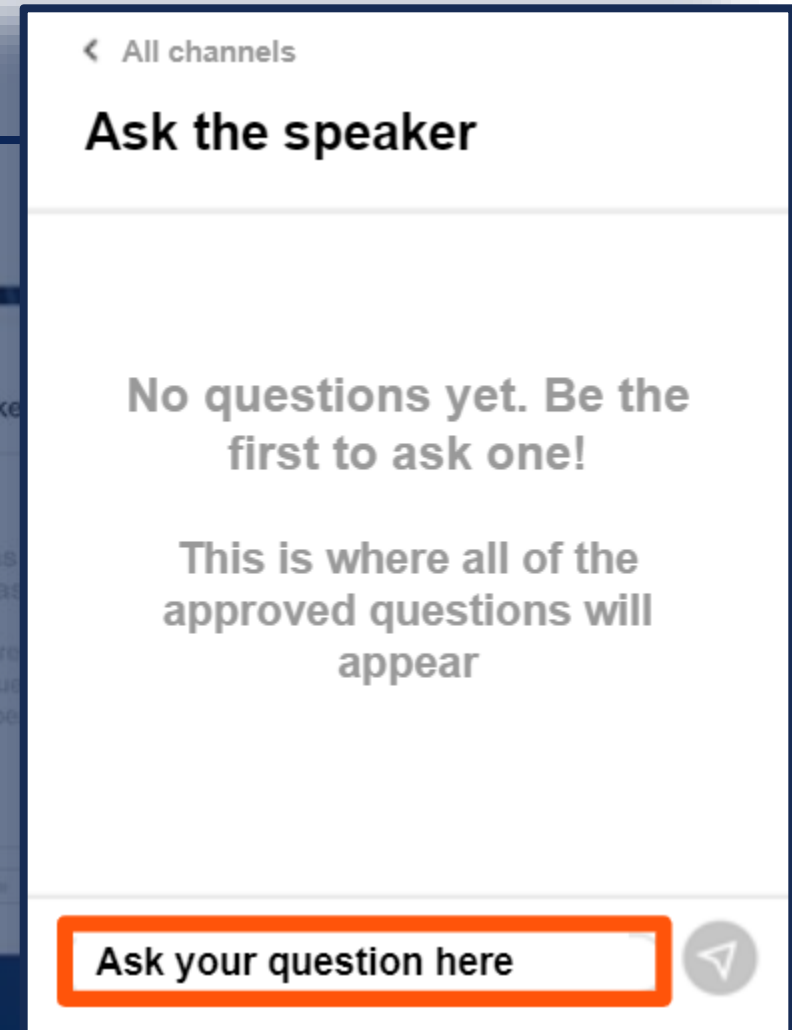 All channels
Ask the speaker
No questions yet. Be the
first to ask one!
This is where all of the
approved questions will
appear
Ask your question here